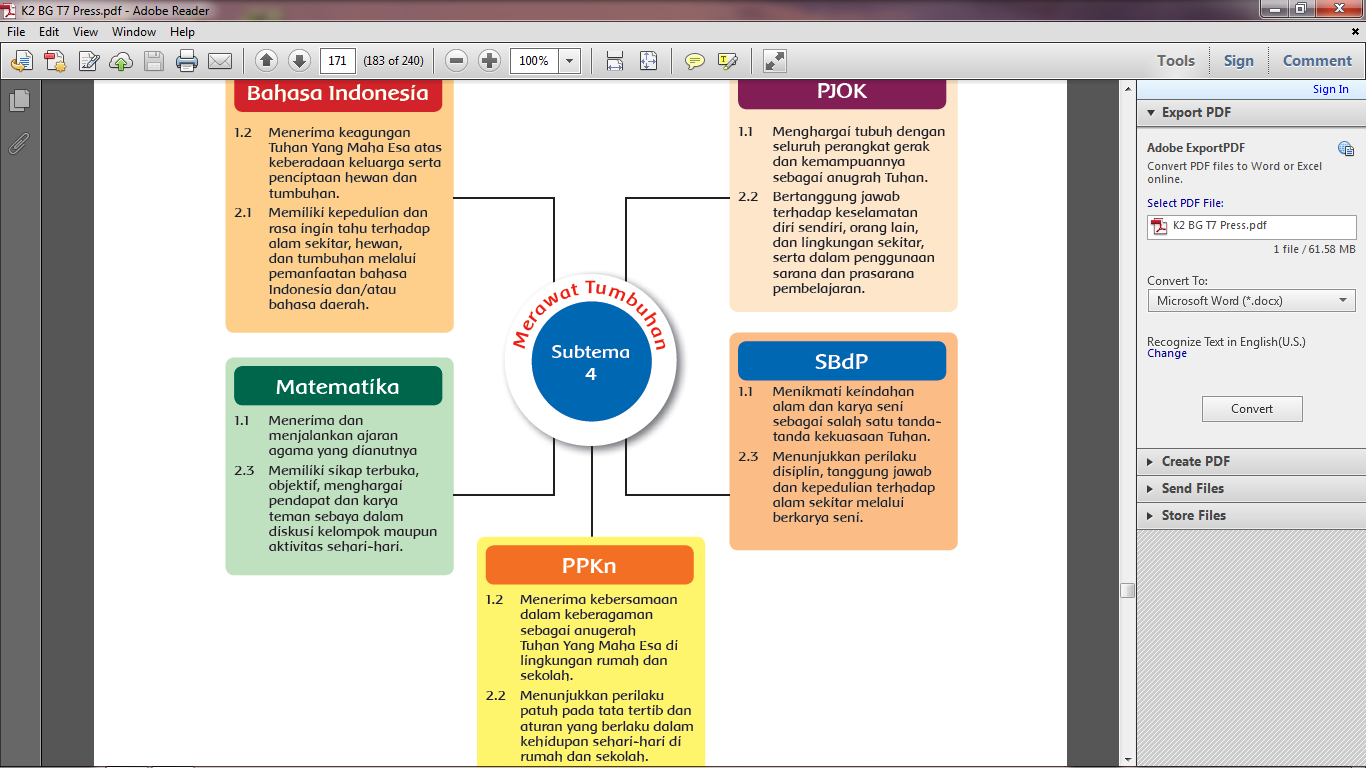 K2 BG T7 Press.pdf - Adobe Reader
File Edit View Window Help
171 (183 of 240) 100% Tools Sign Comment
Bahasa Indonesia
1.2 Menerima keagungan
Tuhan Yang Maha Esa atas
keberadaan keluarga serta
penciptaan hewan dan
tumbuhan.
2.1 Memiliki kepedulian dan
rasa ingin tahu terhadap
alam sekitar, hewan,
dan tumbuhan melalui
pemanfaatan bahasa
Indonesia dan/atau
bahasa daerah.
PJOK
1.1 Menghargai tubuh dengan
seluruh perangkat gerak
dan kemampuannya
sebagai anugrah Tuhan.
2.2 Bertanggung jawab
terhadap keselamatan
diri sendiri, orang lain,
dan lingkungan sekitar,
serta dalam penggunaan
sarana dan prasarana
pembelajaran.
Merawat Tumbuhan
Subtema
4
Matematika
1.1 Menerima dan
menjalankan ajaran
agama yang dianutnya
2.3 Memiliki sikap terbuka,
objektif, menghargai
pendapat dan karya
teman sebaya dalam
diskusi kelompok maupun
aktivitas sehari-hari.
SBdP
1.1 Menikmati keindahan
alam dan karya seni
sebagai salah satu tanda-
tanda kekuasaan Tuhan.
2.3 Menunjukkan perilaku
disiplin, tanggung jawab
dan kepedulian terhadap
alam sekitar melalui
berkarya seni.
PPKn
1.2 Menerima kebersamaan
dalam keberagaman
sebagai anugerah
Tuhan Yang Maha Esa di
lingkungan rumah dan
sekolah.
2.2 Menunjukkan perilaku
patuh pada tata tertib dan
aturan yang berlaku dalam
kehidupan sehari-hari di
rumah dan sekolah.
Sign In
Export PDF
Adobe ExportPDF
Convert PDF files to Word or Excel
online.
Select PDF File:
K2 BG T7 Press.pdf
1 file / 61.58 MB
Convert To:
Microsoft Word (*.docx)
Recognize Text in English(U.S.)
Change
Convert
Create PDF
Send Files
Store Files